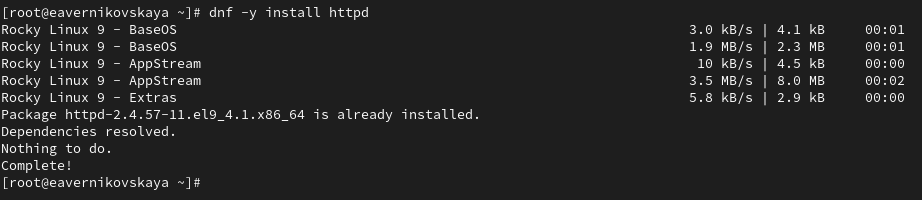 [root@eavernikovskaya ~]# dnf -y install httpd
Rocky Linux 9 - BaseOS 3.0 kB/s | 4.1 kB 00:01
Rocky Linux 9 - BaseOS 1.9 MB/s | 2.3 MB 00:01
Rocky Linux 9 - AppStream 10 kB/s | 4.5 kB 00:00
Rocky Linux 9 - AppStream 3.5 MB/s | 8.0 MB 00:02
Rocky Linux 9 - Extras 5.8 kB/s | 2.9 kB 00:00
Package httpd-2.4.57-11.el9_4.1.x86_64 is already installed.
Dependencies resolved.
Nothing to do.
Complete!
[root@eavernikovskaya ~]#